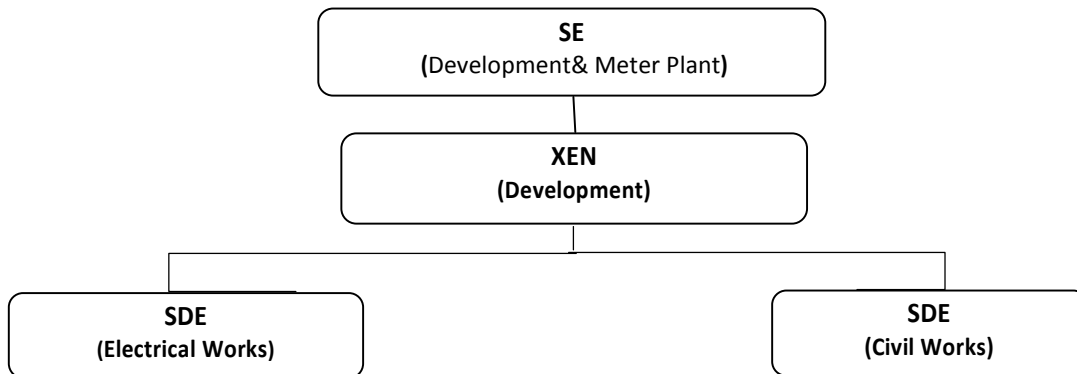 SE
(Development& Meter Plant)
XEN
(Development)
SDE
(Electrical Works)
SDE
(Civil Works)